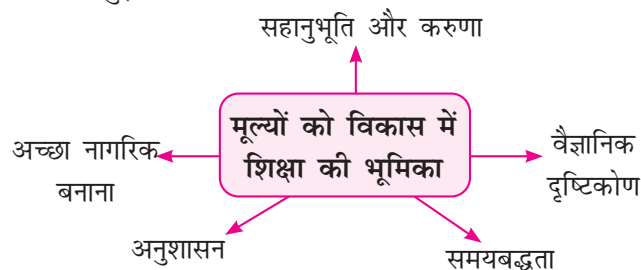 सहानुभूति और करुणा
मूल्यों को विकास में
शिक्षा की भूमिका
अच्छा नागरिक
बनाना
वैज्ञानिक
दृष्टिकोण
अनुशासन
समयबद्धता